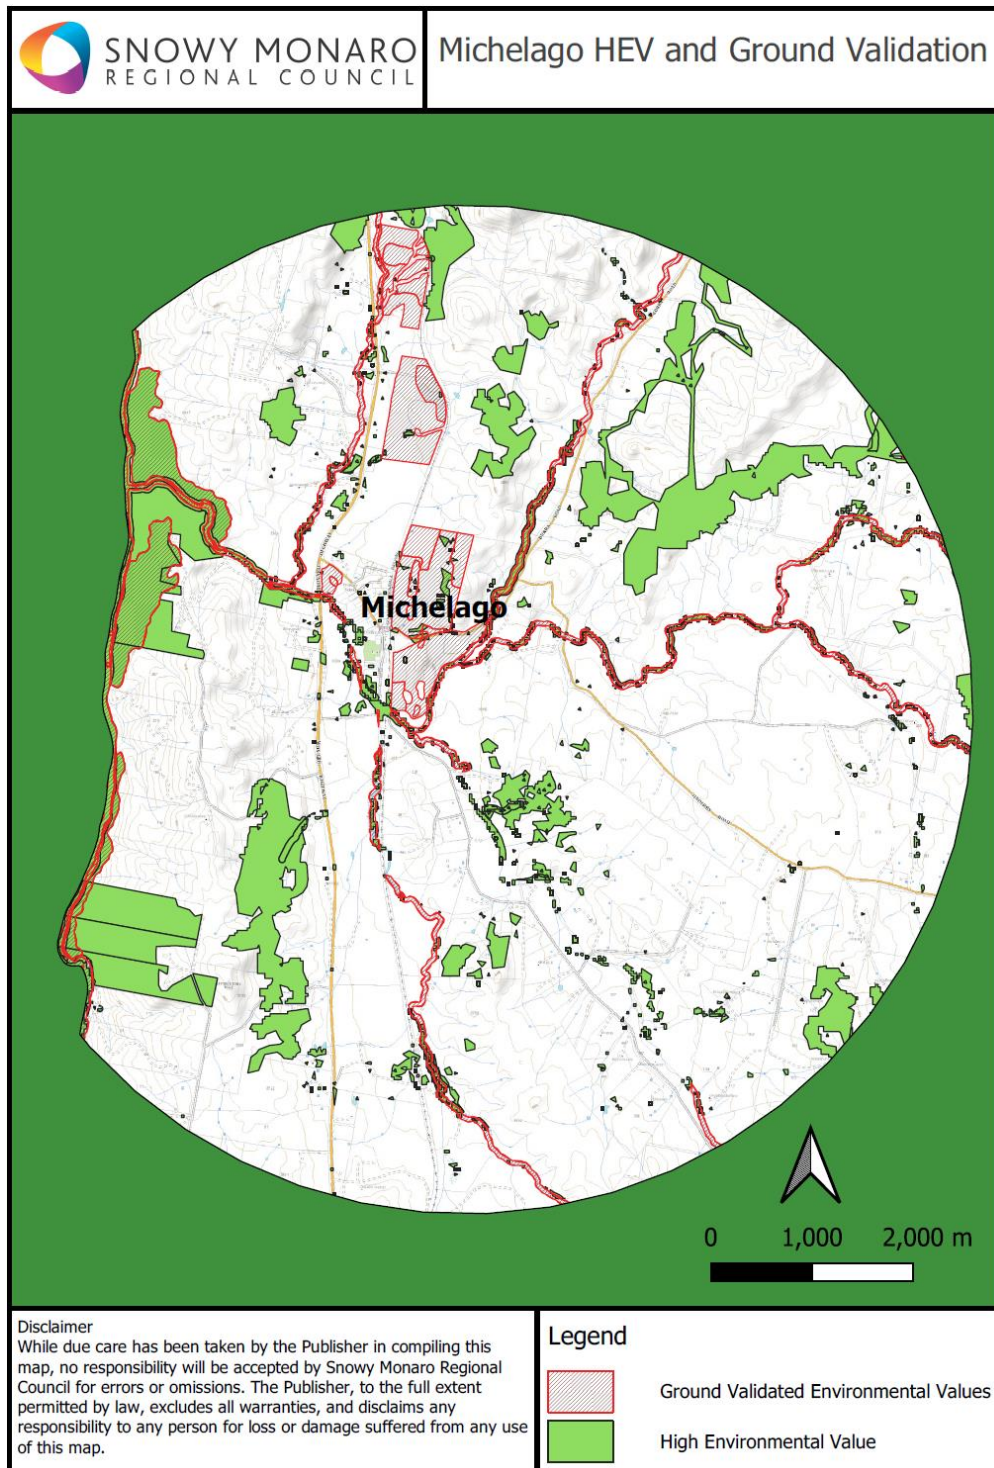 SNOWY MONARO
REGIONAL COUNCIL
Michelago HEV and Ground Validation
Michelago
0 1,000 2,000 m
Disclaimer
While due care has been taken by the Publisher in compiling this
map, no responsibility will be accepted by Snowy Monaro Regional
Council for errors or omissions. The Publisher, to the full extent
permitted by law, excludes all warranties, and disclaims any
responsibility to any person for loss or damage suffered from any use
of this map.
Legend
Ground Validated Environmental Values
High Environmental Value